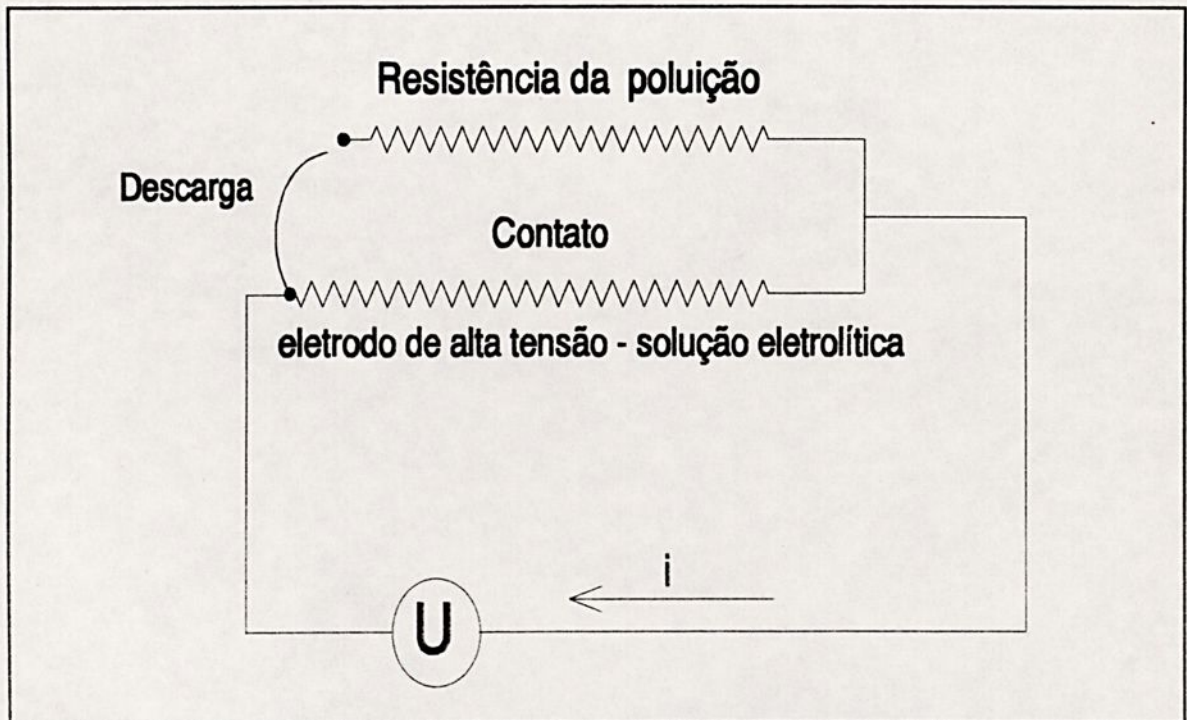 Resistência da poluição
Descarga
Contato
eletrodo de alta tensão - solução eletrolítica
i
U